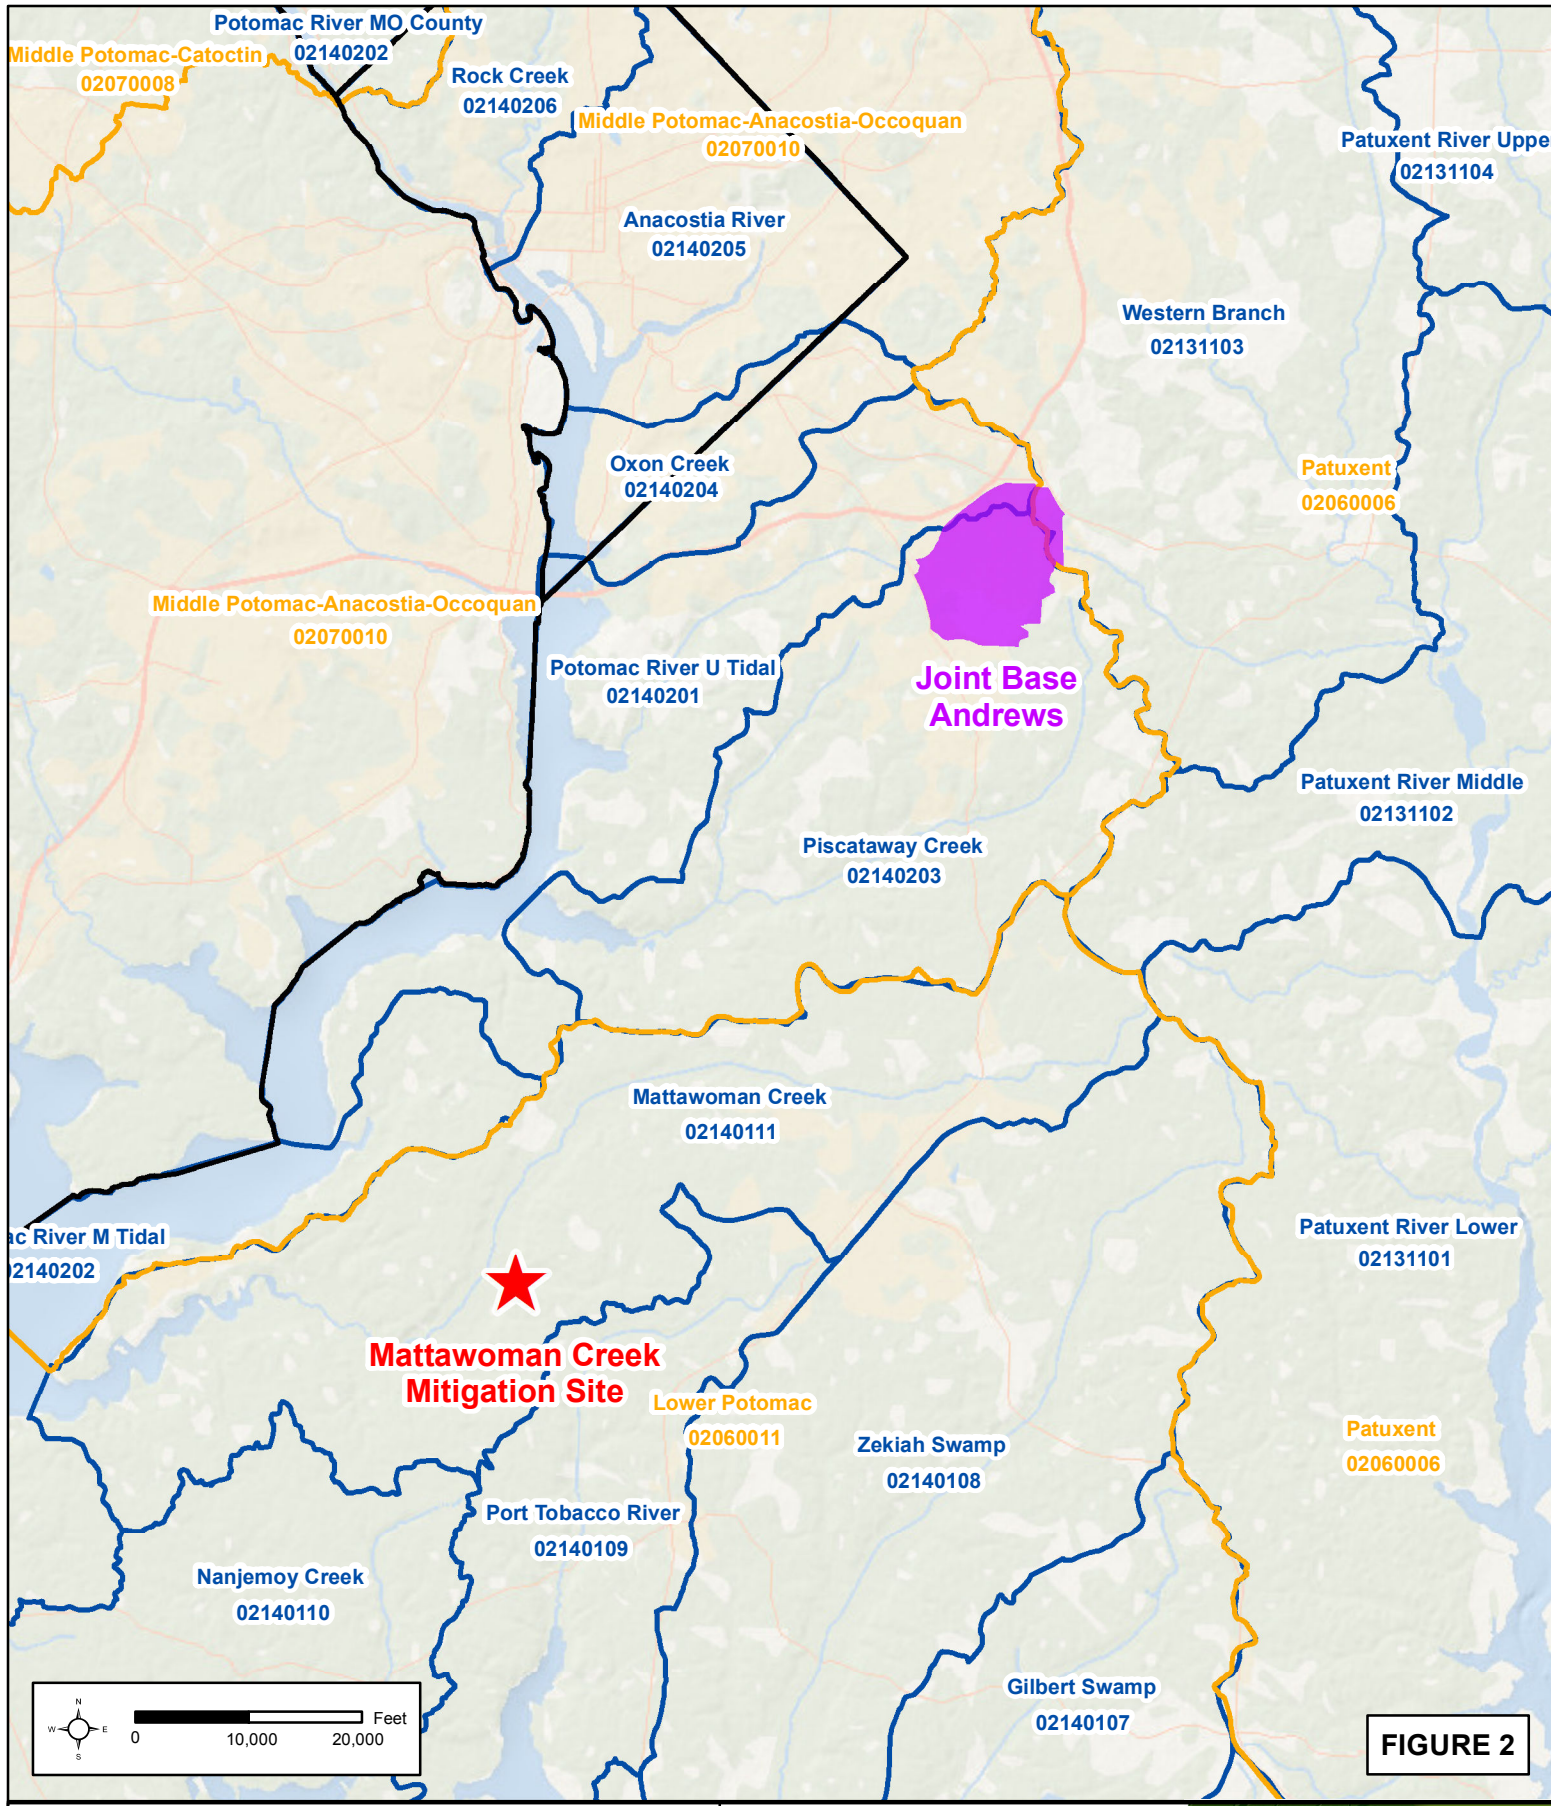 Potomac River MO County
02140202
Middle Potomac-Catoctin
02070008
Rock Creek
02140206
Middle Potomac-Anacostia-Occoquan
02070010
Patuxent River Uppe
02131104
Anacostia River
02140205
Western Branch
02131103
Oxon Creek
02140204
Patuxent
02060006
Middle Potomac-Anacostia-Occoquan
02070010
Potomac River U Tidal
02140201
Joint Base
Andrews
Patuxent River Middle
02131102
Piscataway Creek
02140203
Mattawoman Creek
02140111
ac River M Tidal
02140202
Patuxent River Lower
02131101
Mattawoman Creek
Mitigation Site
Lower Potomac
02060011
Zekiah Swamp
02140108
Patuxent
02060006
Port Tobacco River
02140109
Nanjemoy Creek
02140110
Gilbert Swamp
02140107
N
W E
S
Feet
0 10,000 20,000
FIGURE 2